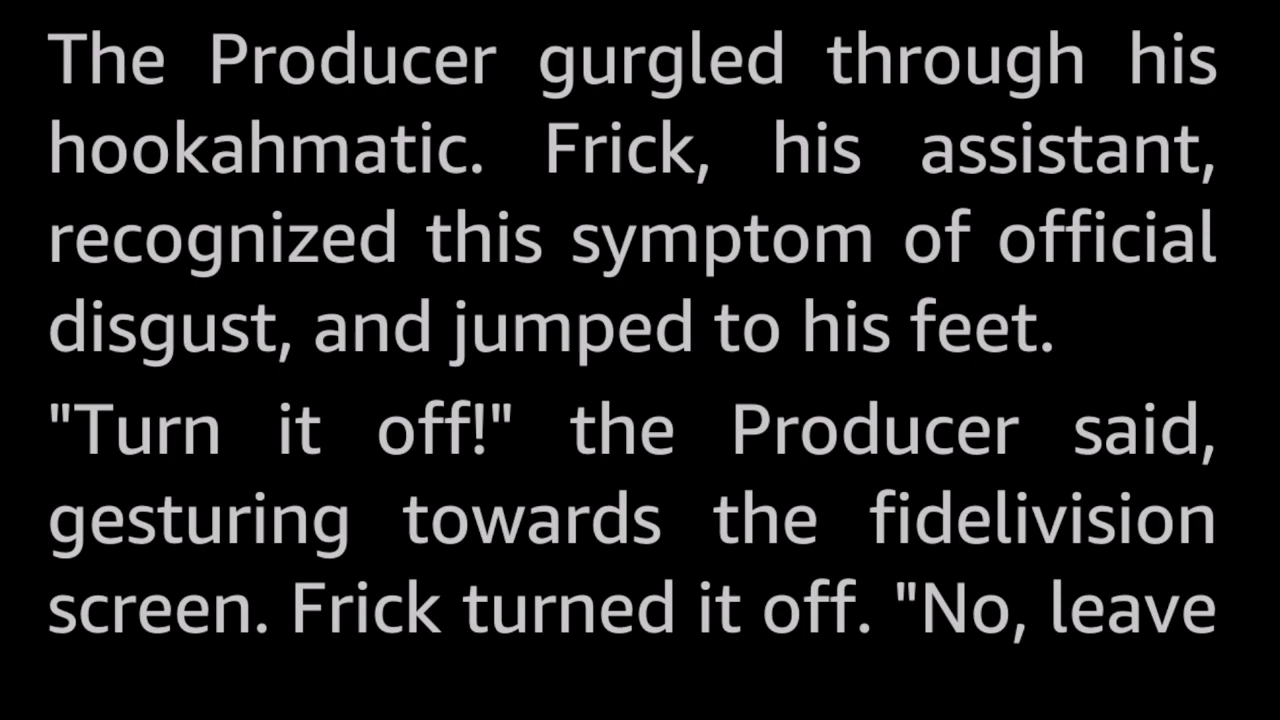 The Producer gurgled through his
hookahmatic. Frick, his assistant,
recognized this symptom of official
disgust, and jumped to his feet.
"Turn it off!" the Producer said,
gesturing towards the fidelivision
screen. Frick turned it off. "No, leave